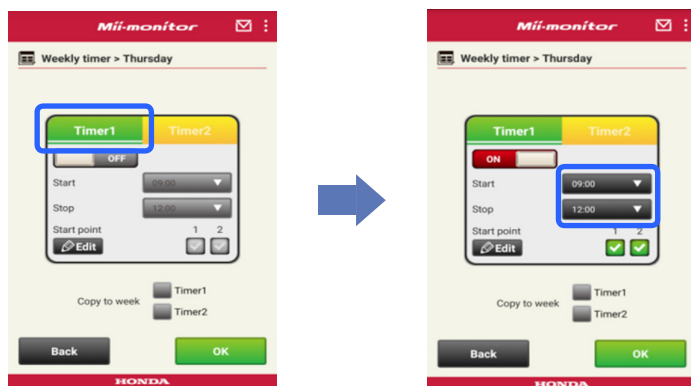 Mii-monitor
Weekly timer > Thursday
Timer1 Timer2
OFF
Start 09:00
Stop 12:00
Start point 1 2
Edit
Copy to week Timer1
Timer2
Back OK
HONDA
Mii-monitor
Weekly timer > Thursday
Timer1 Timer2
ON
Start 09:00
Stop 12:00
Start point 1 2
Edit
Copy to week Timer1
Timer2
Back OK
HONDA